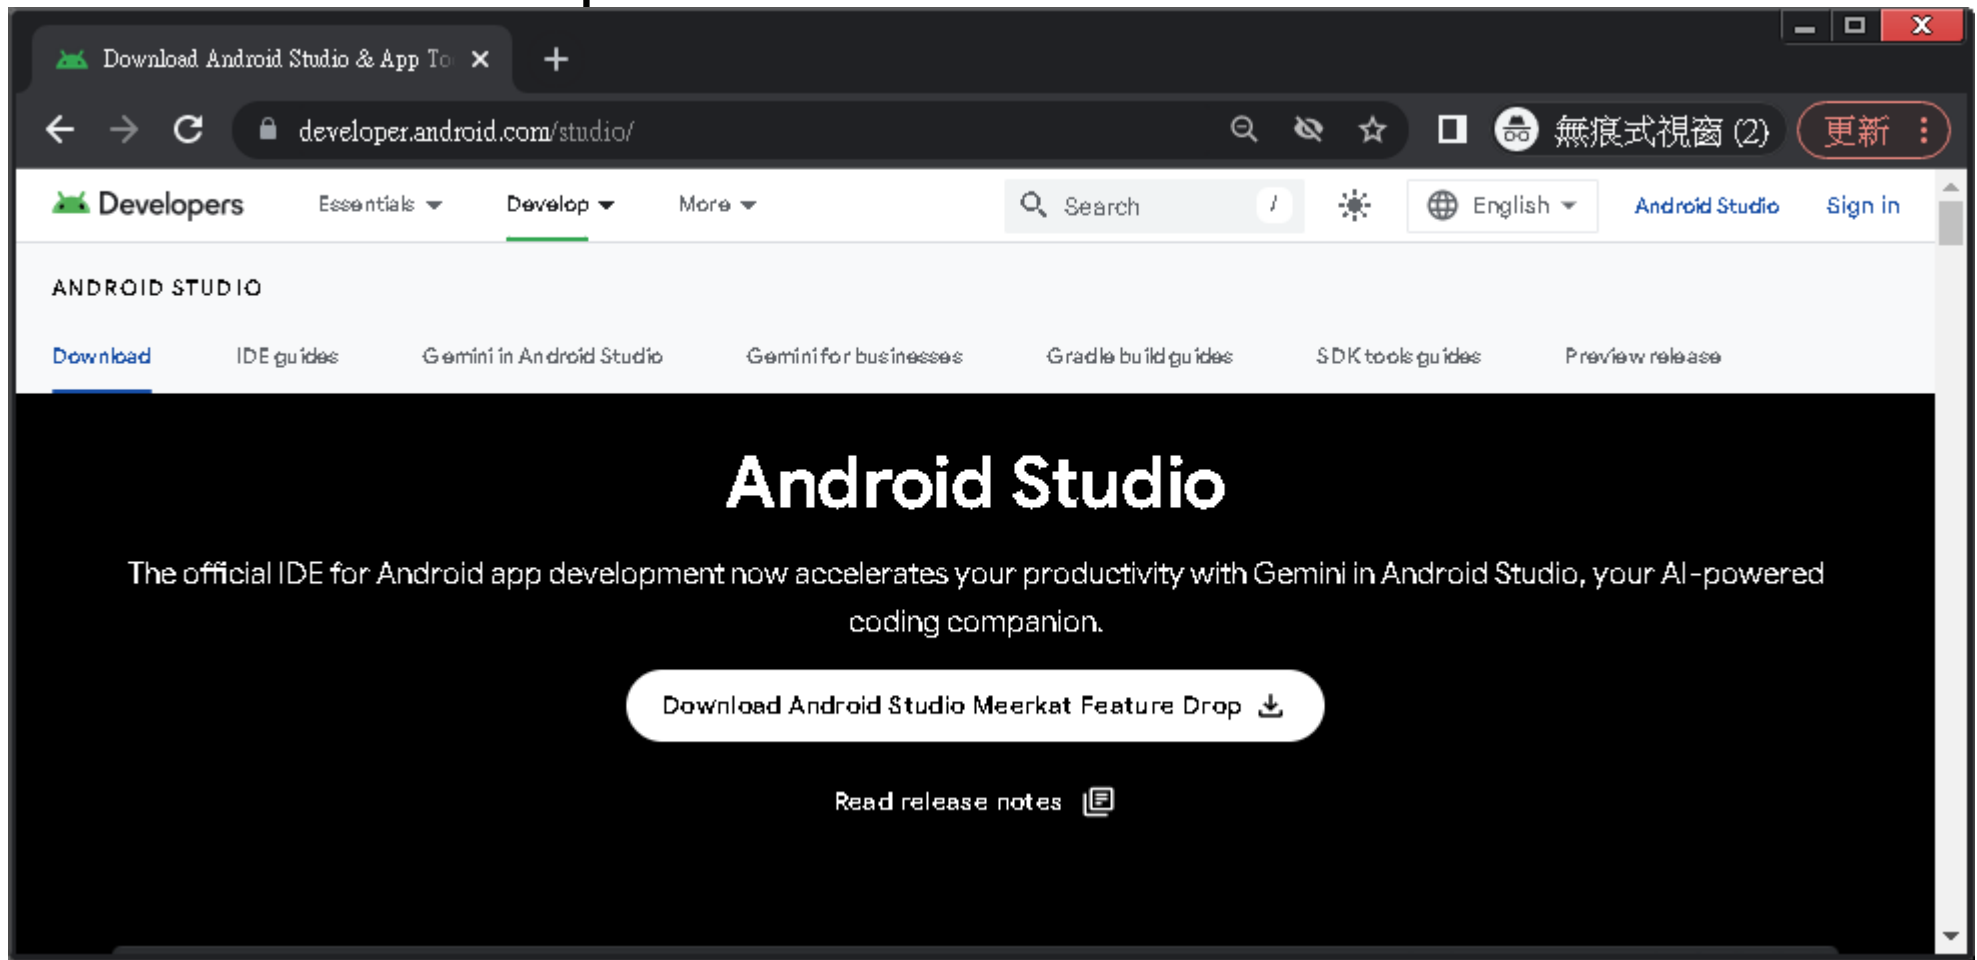 Download Android Studio & App To
developer.android.com/studio/
無痕式視窗 (2)
更新
Developers
Essentials
Develop
More
Search
/
English
Android Studio
Sign in
ANDROID STUDIO
Download
IDE guides
Gemini in Android Studio
Gemini for businesses
Gradle build guides
SDK tools guides
Preview release
Android Studio
The official IDE for Android app development now accelerates your productivity with Gemini in Android Studio, your AI-powered
coding companion.
Download Android Studio Meerkat Feature Drop
Read release notes